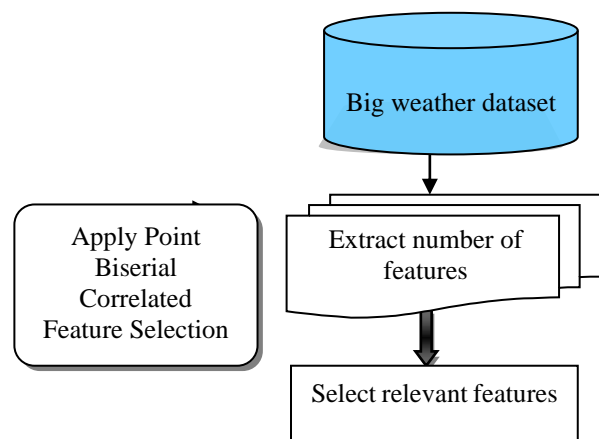 Big weather dataset
Extract number of
features
Apply Point
Biserial
Correlated
Feature Selection
Select relevant features